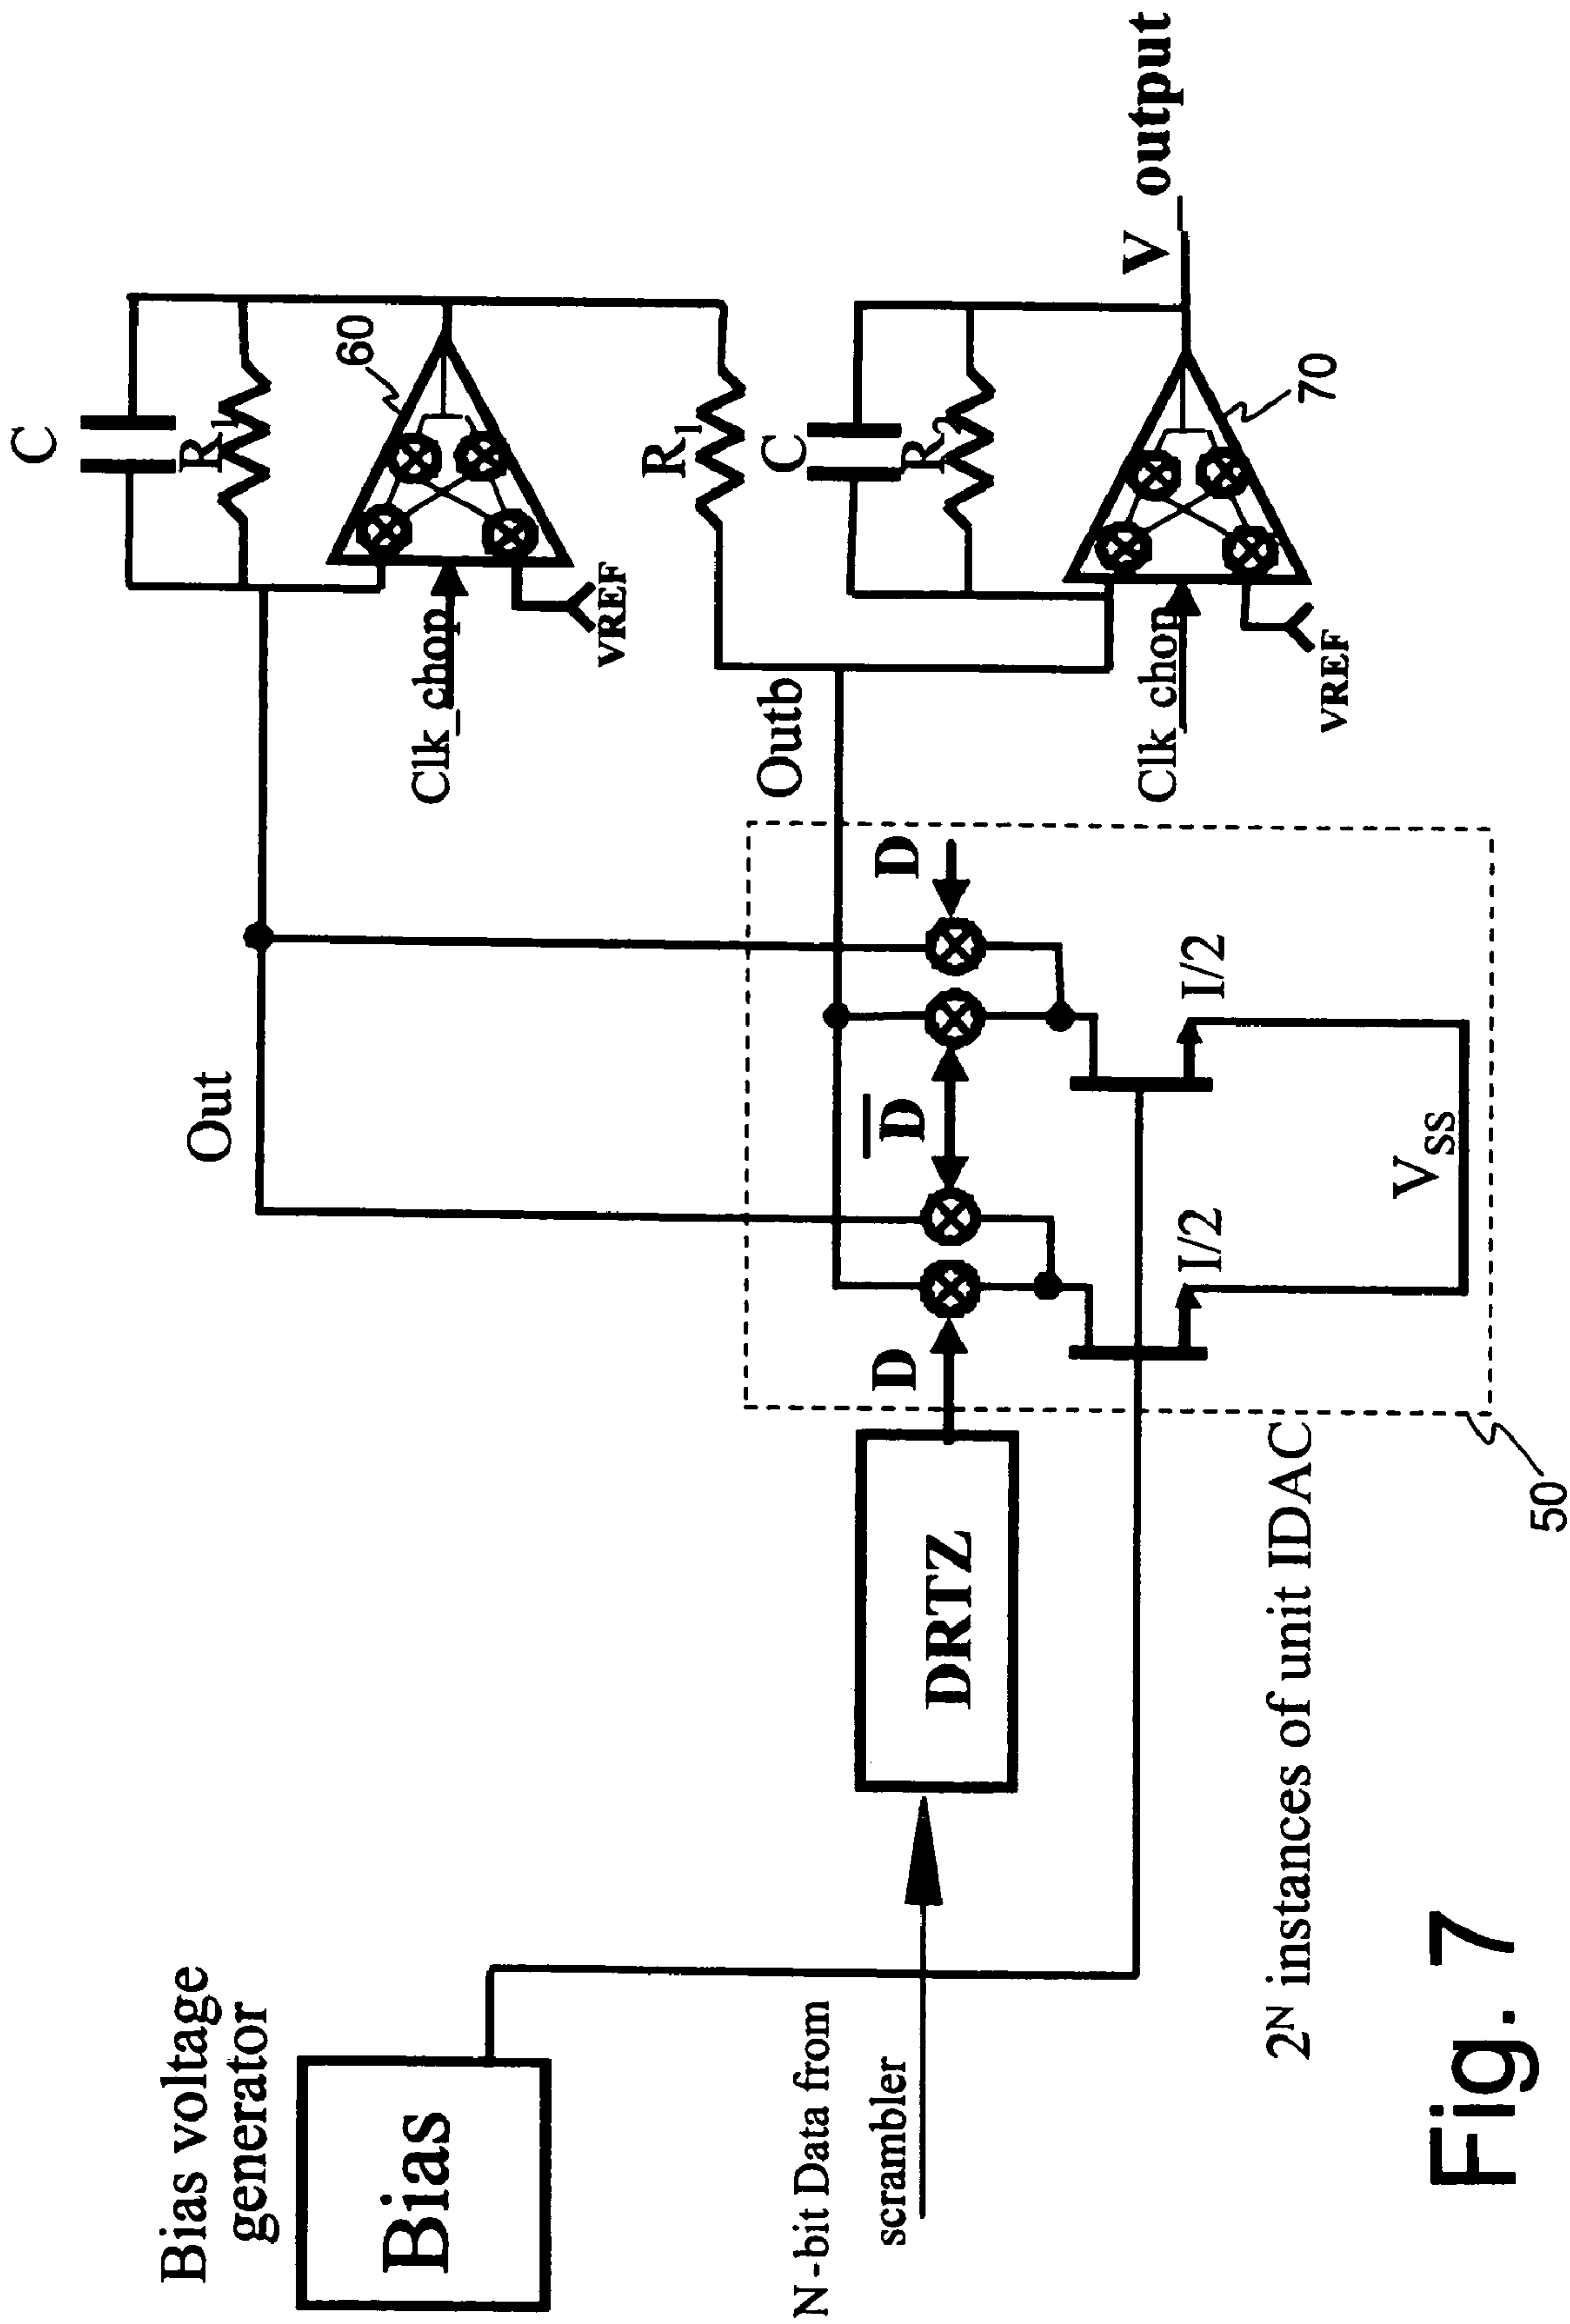 Bias voltage
generator
Bias
N-bit Data from
scrambler
DRTZ
2ᴺ instances of unit IDAC
50
Out
Outb
D
D̅
D
I/2
I/2
Vss
C
R1
60
Clk_chop
VREF
R1
C
R2
70
Clk_chop
VREF
V_output
Fig. 7